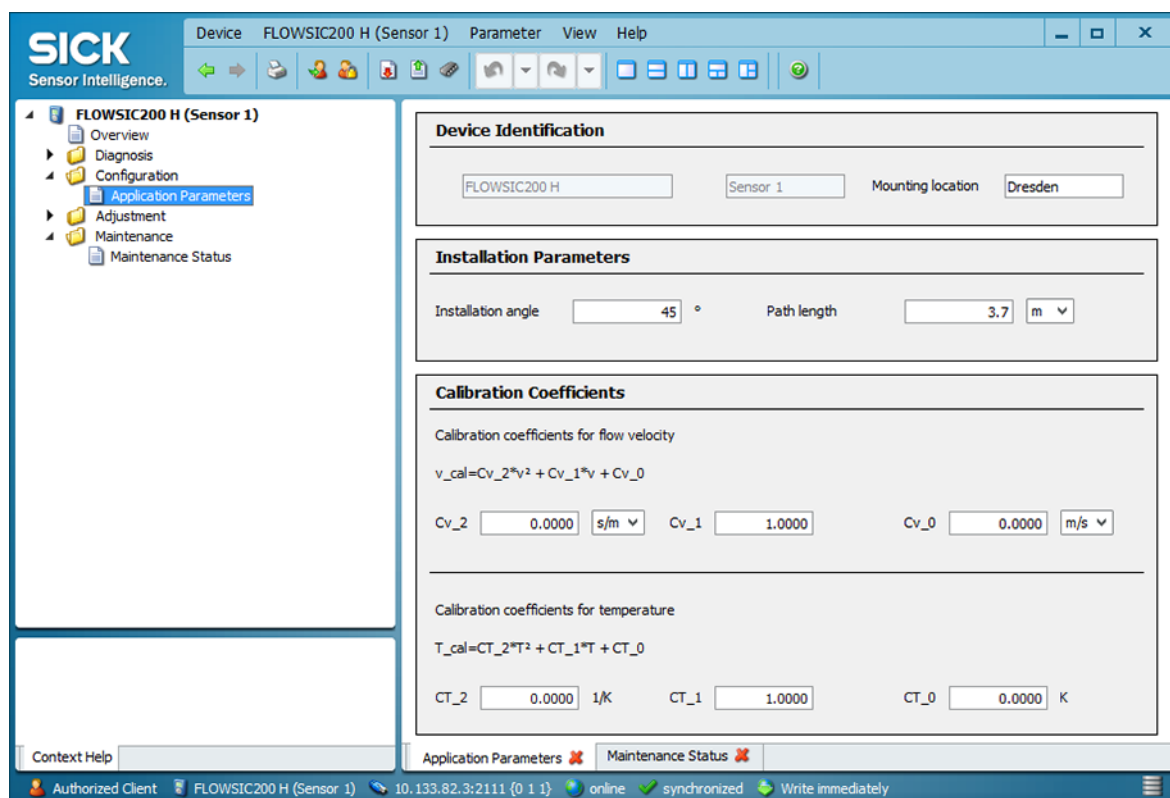 SICK
Sensor Intelligence.
Device FLOWSIC200 H (Sensor 1) Parameter View Help
FLOWSIC200 H (Sensor 1)
Overview
Diagnosis
Configuration
Application Parameters
Adjustment
Maintenance
Maintenance Status
Context Help
Device Identification
FLOWSIC200 H Sensor 1 Mounting location Dresden
Installation Parameters
Installation angle 45 ° Path length 3.7 m
Calibration Coefficients
Calibration coefficients for flow velocity
v_cal=Cv_2*v² + Cv_1*v + Cv_0
Cv_2 0.0000 s/m Cv_1 1.0000 Cv_0 0.0000 m/s
Calibration coefficients for temperature
T_cal=CT_2*T² + CT_1*T + CT_0
CT_2 0.0000 1/K CT_1 1.0000 CT_0 0.0000 K
Application Parameters Maintenance Status
Authorized Client FLOWSIC200 H (Sensor 1) 10.133.82.3:2111 {0 1 1} online synchronized Write immediately